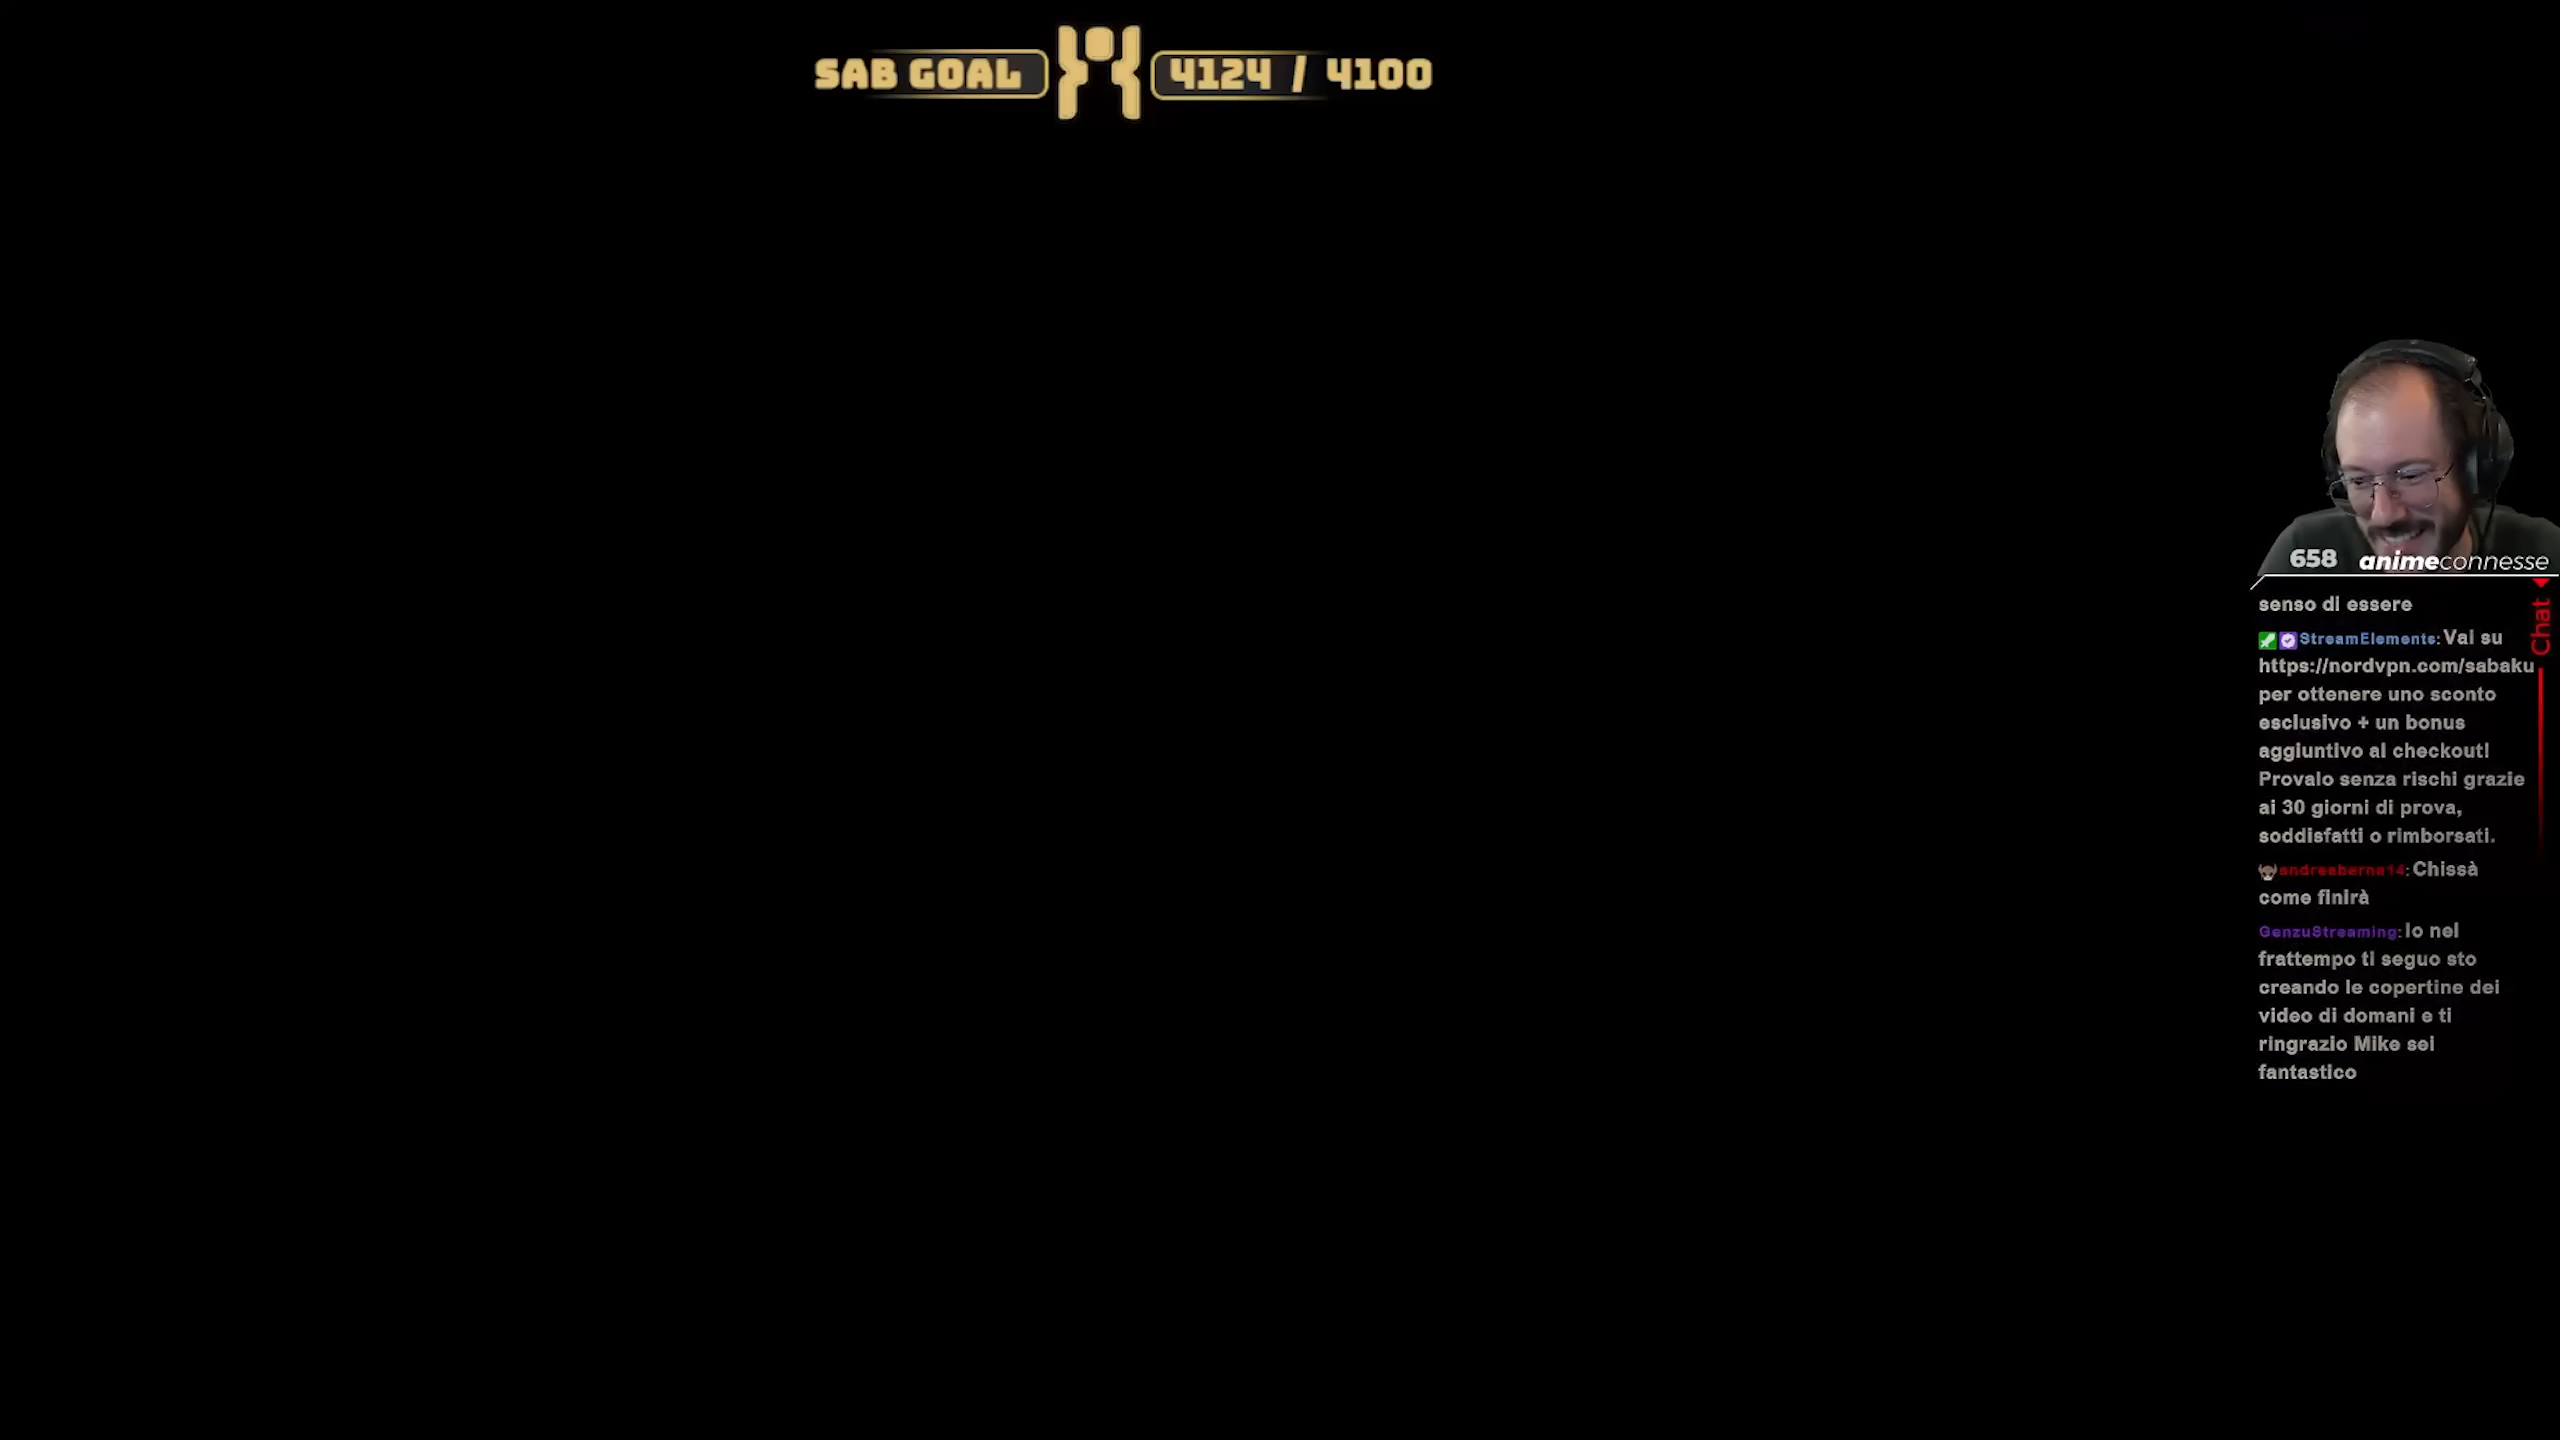 SAB GOAL 4124 / 4100
658 animeconnesse
Chat
senso di essere
StreamElements: Vai su
https://nordvpn.com/sabaku
per ottenere uno sconto
esclusivo + un bonus
aggiuntivo al checkout!
Provalo senza rischi grazie
ai 30 giorni di prova,
soddisfatti o rimborsati.
andreaberna14: Chissà
come finirà
GenzuStreaming: Io nel
frattempo ti seguo sto
creando le copertine dei
video di domani e ti
ringrazio Mike sei
fantastico